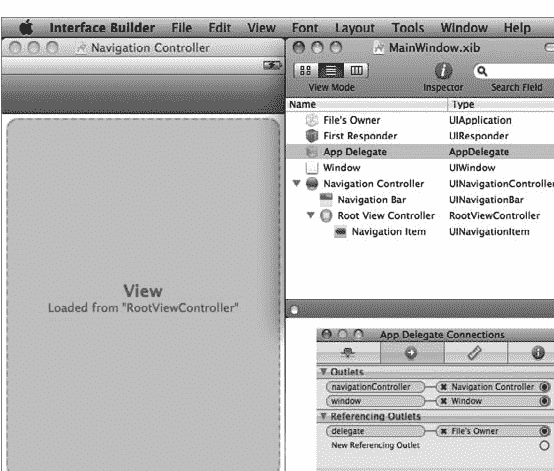 Interface Builder File Edit View Font Layout Tools Window Help
Navigation Controller
MainWindow.xib
View Mode Inspector Search Field
Name Type
File's Owner UIApplication
First Responder UIResponder
App Delegate AppDelegate
Window UIWindow
Navigation Controller UINavigationController
Navigation Bar UINavigationBar
Root View Controller RootViewController
Navigation Item UINavigationItem
View
Loaded from "RootViewController"
App Delegate Connections
Outlets
navigationController Navigation Controller
window Window
Referencing Outlets
delegate File's Owner
New Referencing Outlet